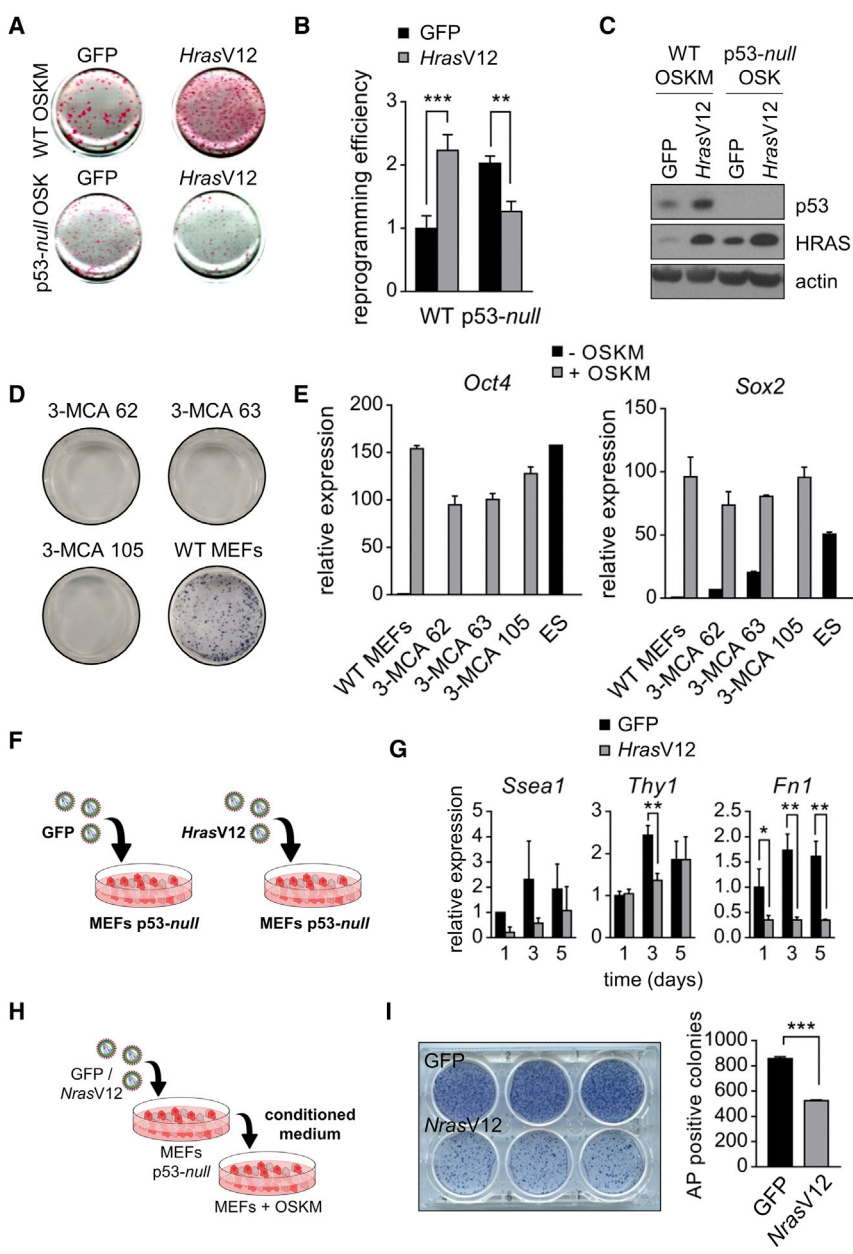 A
GFP
HrasV12
WT OSKM
GFP
HrasV12
p53-null OSK
B
GFP
HrasV12
reprogramming efficiency
3
2
1
0
***
**
WT p53-null
C
WT
OSKM
p53-null
OSK
GFP
HrasV12
GFP
HrasV12
p53
HRAS
actin
D
3-MCA 62
3-MCA 63
3-MCA 105
WT MEFs
E
- OSKM
+ OSKM
Oct4
relative expression
200
150
100
50
0
WT MEFs
3-MCA 62
3-MCA 63
3-MCA 105
ES
Sox2
relative expression
150
100
50
0
WT MEFs
3-MCA 62
3-MCA 63
3-MCA 105
ES
F
GFP
MEFs p53-null
HrasV12
MEFs p53-null
G
GFP
HrasV12
relative expression
Ssea1
5
4
3
2
1
0
1 3 5
Thy1
3
2
1
0
**
1 3 5
Fn1
2.5
2.0
1.5
1.0
0.5
0.0
* ** **
1 3 5
time (days)
H
GFP /
NrasV12
MEFs
p53-null
conditioned
medium
MEFs + OSKM
I
GFP
NrasV12
AP positive colonies
1000
800
600
400
200
0
***
GFP
NrasV12